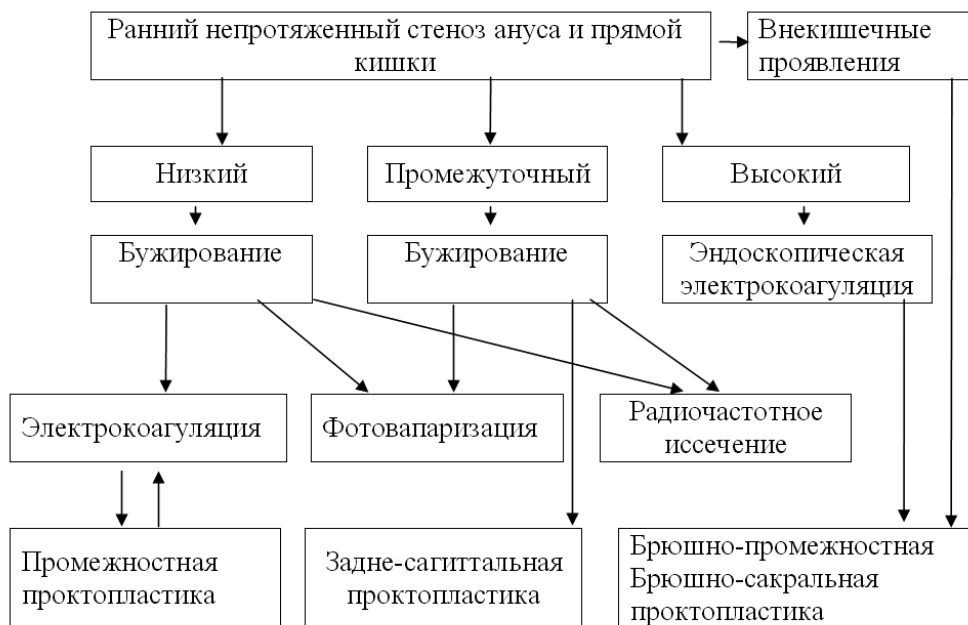 Ранний непротяженный стеноз ануса и прямой
кишки
Внекишечные
проявления
Низкий
Промежуточный
Высокий
Бужирование
Бужирование
Эндоскопическая
электрокоагуляция
Электрокоагуляция
Фотовапаризация
Радиочастотное
иссечение
Промежностная
проктопластика
Задне-сагиттальная
проктопластика
Брюшно-промежностная
Брюшно-сакральная
проктопластика